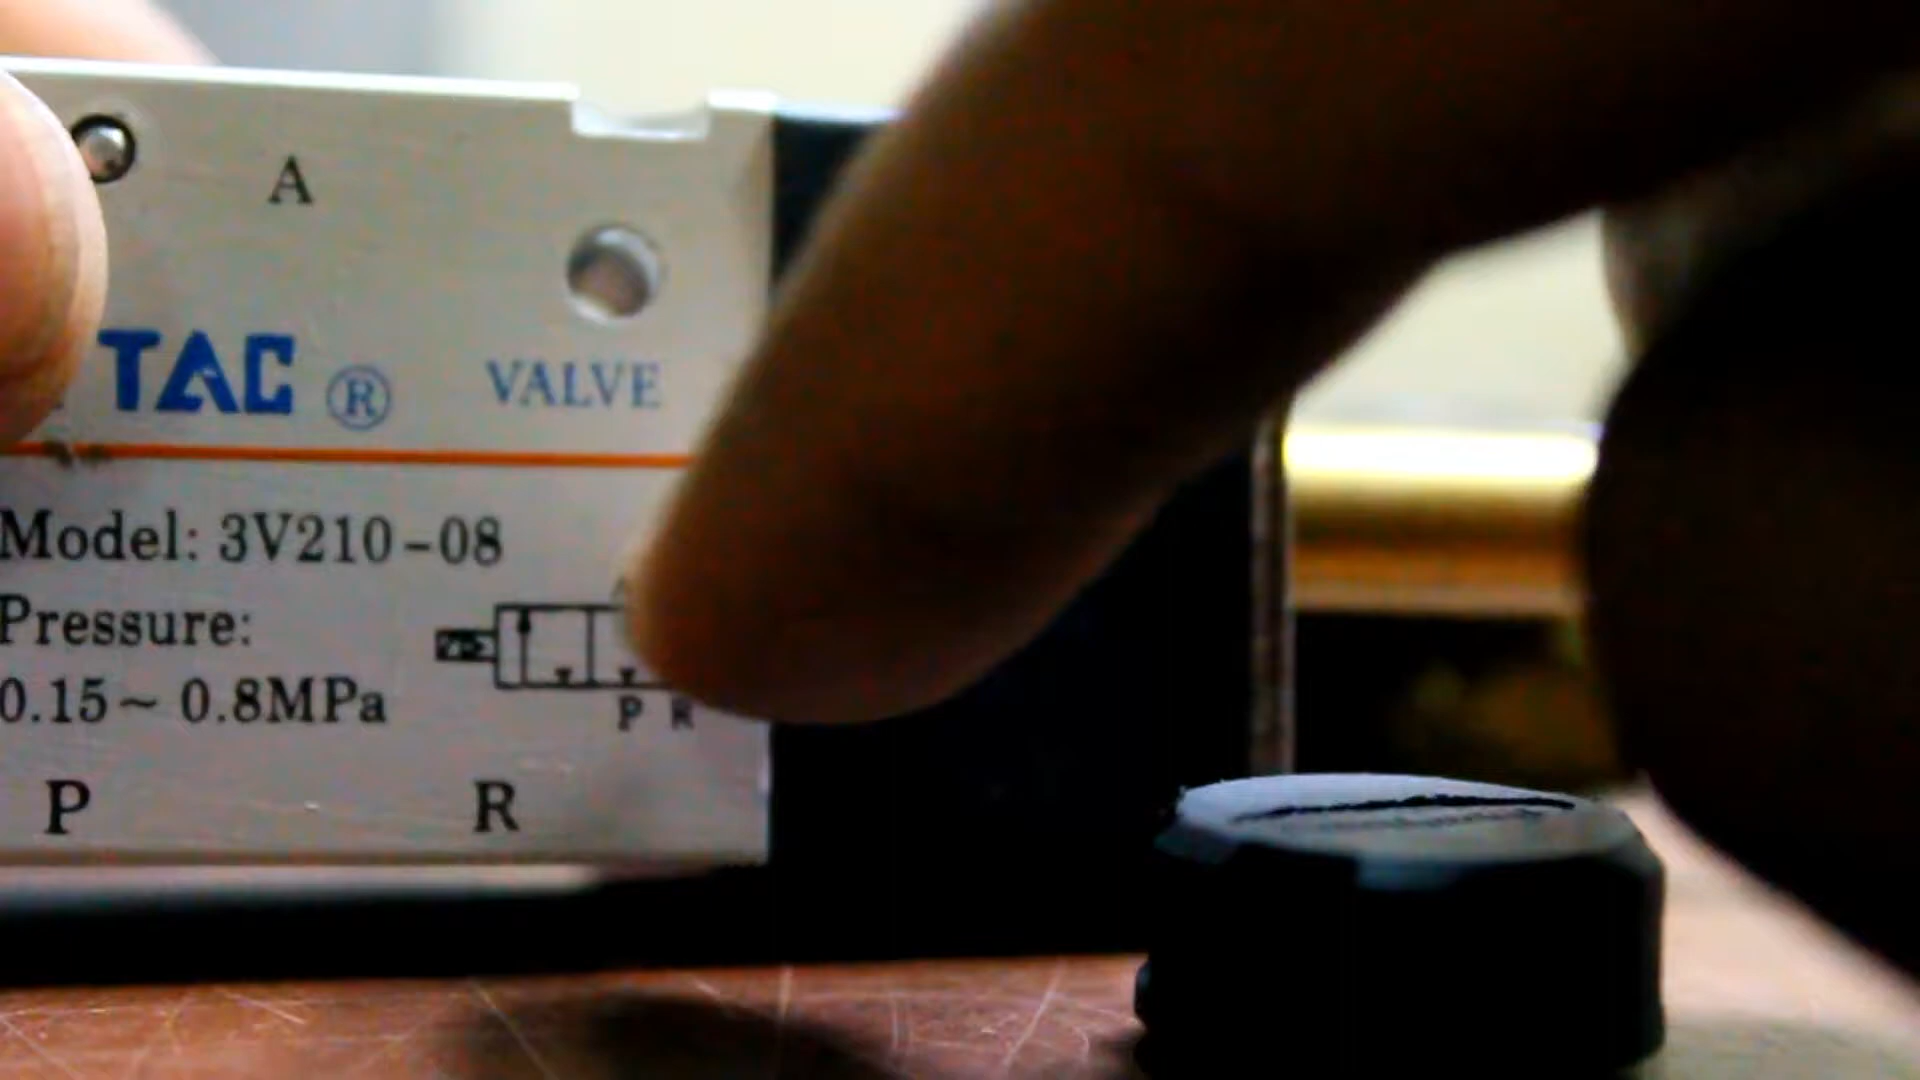 A
TAC ®
VALVE
Model: 3V210-08
Pressure:
0.15~0.8MPa
P R
P R